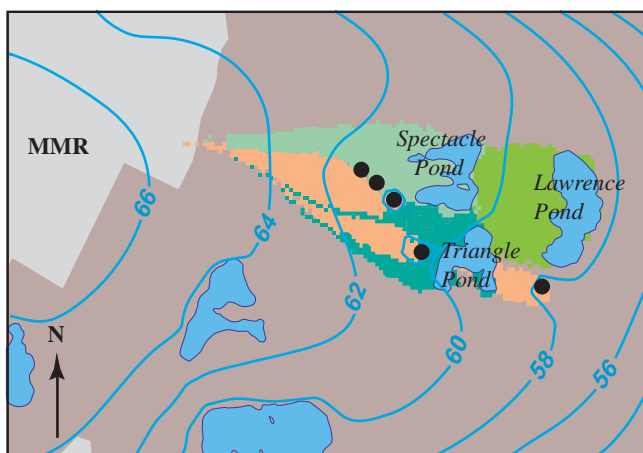 MMR
Spectacle
Pond
Lawrence
Pond
66
64
Triangle
Pond
62
60
58
56
N